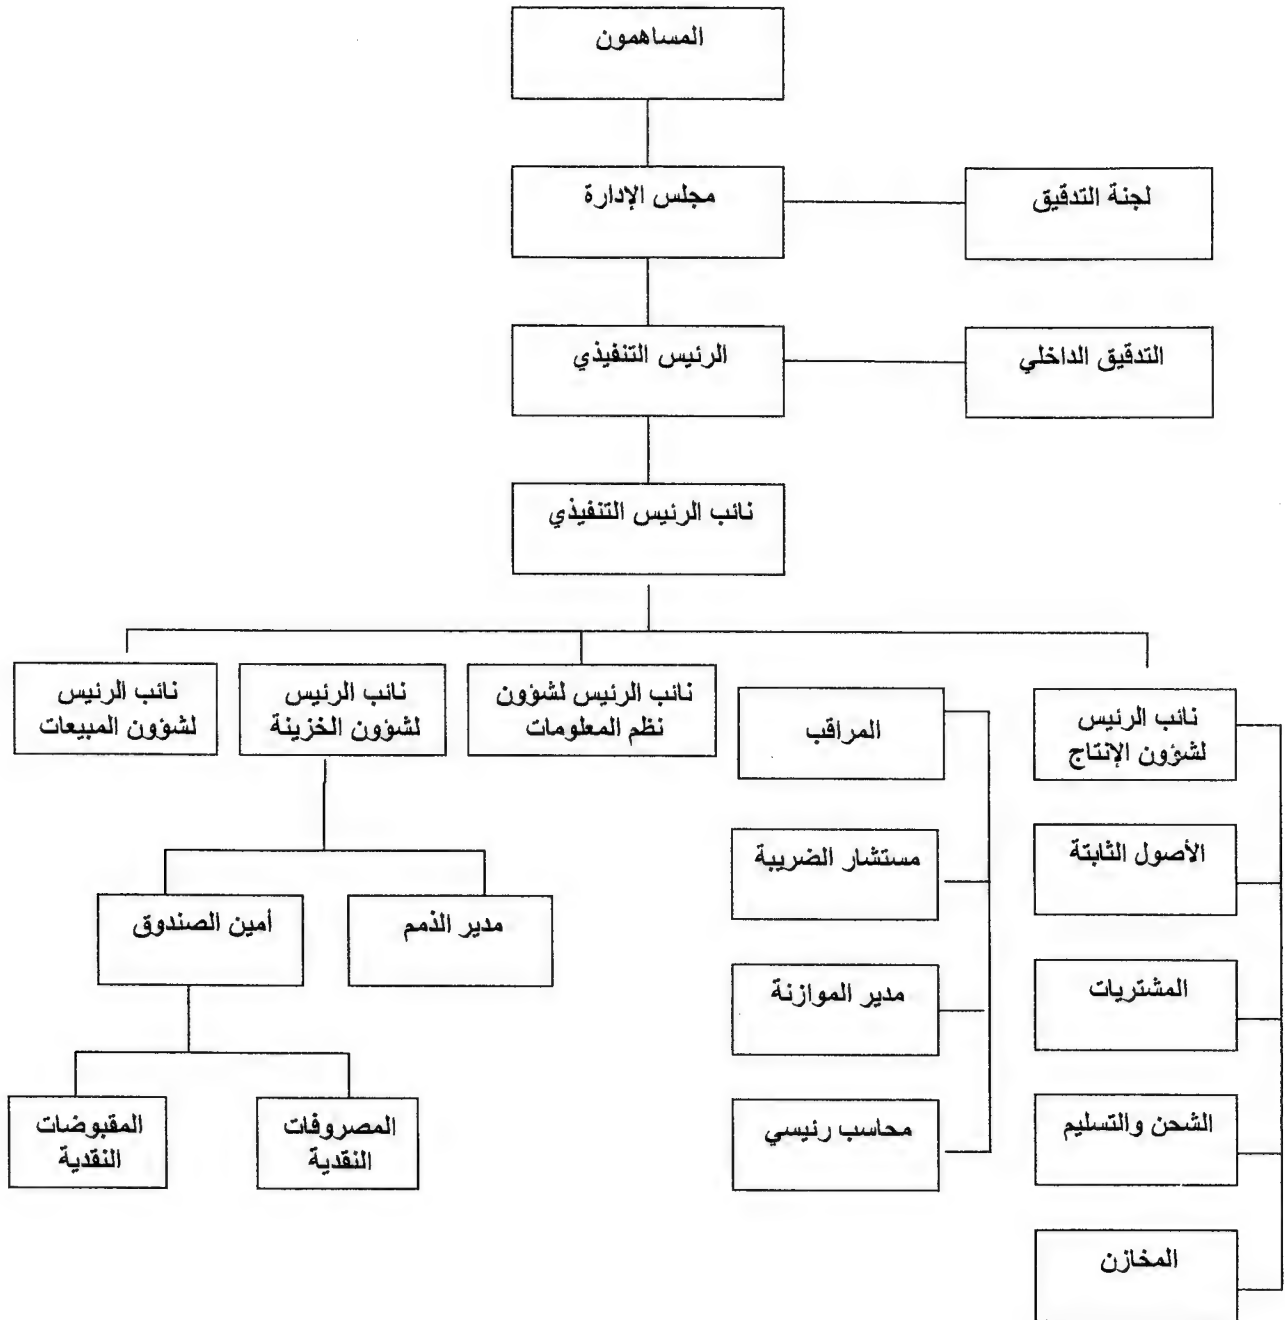 المساهمون
مجلس الإدارة
لجنة التدقيق
الرئيس التنفيذي
التدقيق الداخلي
نائب الرئيس التنفيذي
نائب الرئيس
لشؤون الإنتاج
المراقب
نائب الرئيس لشؤون
نظم المعلومات
نائب الرئيس
لشؤون الخزينة
نائب الرئيس
لشؤون المبيعات
الأصول الثابتة
مستشار الضريبة
مدير الذمم
أمين الصندوق
المشتريات
مدير الموازنة
الشحن والتسليم
محاسب رئيسي
المصروفات
النقدية
المقبوضات
النقدية
المخازن